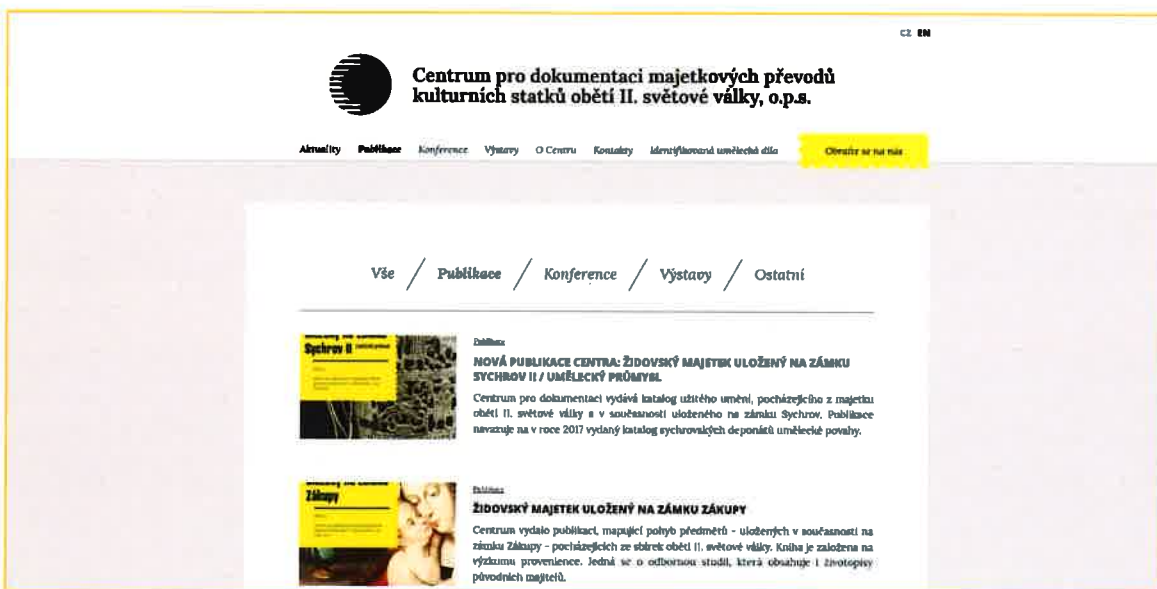 CZ EN
Centrum pro dokumentaci majetkových převodů
kulturních statků obětí II. světové války, o.p.s.
Aktuality Publikace Konference Výstavy O Centru Kontakty Identifikovaná umělecká díla Obraťte se na nás
Vše / Publikace / Konference / Výstavy / Ostatní
Sychrov II
Publikace
NOVÁ PUBLIKACE CENTRA: ŽIDOVSKÝ MAJETEK ULOŽENÝ NA ZÁMKU
SYCHROV II / UMĚLECKÝ PRŮMYSL
Centrum pro dokumentaci vydává katalog užitého umění, pocházejícího z majetku
obětí II. světové války a v současnosti uloženého na zámku Sychrov. Publikace
navazuje na v roce 2017 vydaný katalog sychrovských deponátů umělecké povahy.
Zákupy
Publikace
ŽIDOVSKÝ MAJETEK ULOŽENÝ NA ZÁMKU ZÁKUPY
Centrum vydalo publikaci, mapující pohyb předmětů - uložených v současnosti na
zámku Zákupy - pocházejících ze sbírek obětí II. světové války. Kniha je založena na
výzkumu provenience. Jedná se o odbornou studii, která obsahuje i životopisy
původních majitelů.